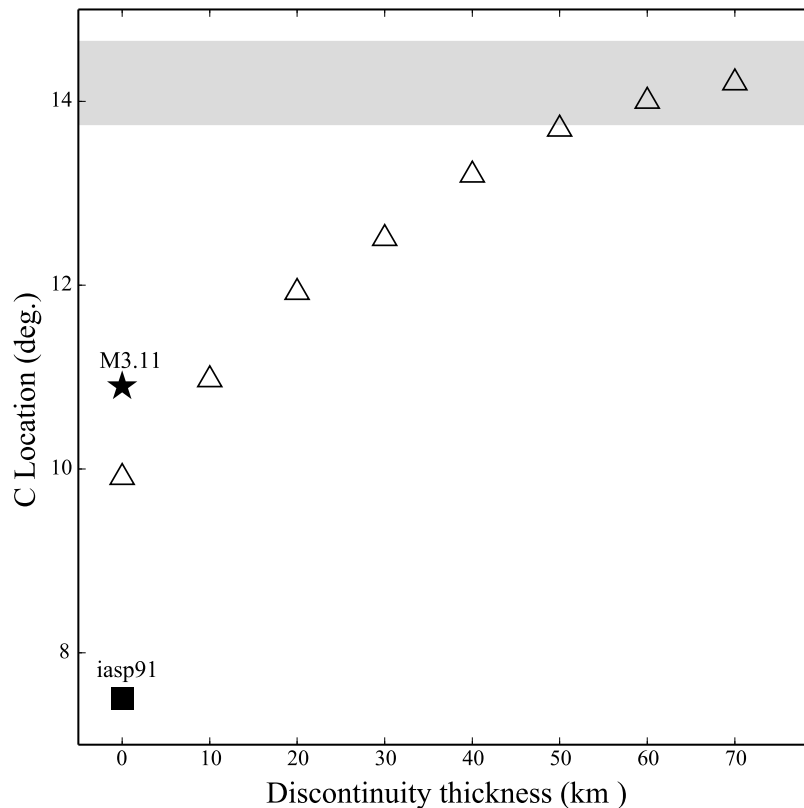 14
12
10
8
C Location (deg.)
M3.11
iasp91
0 10 20 30 40 50 60 70
Discontinuity thickness (km )